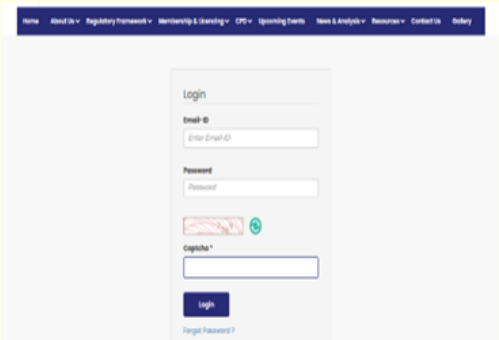 Home About Us Regulatory Framework Membership & Licencing CPD Upcoming Events News & Analysis Resources Contact Us Gallery
Login
Email-ID
Enter Email-ID
Password
Password
Captcha *
Login
Forgot Password ?